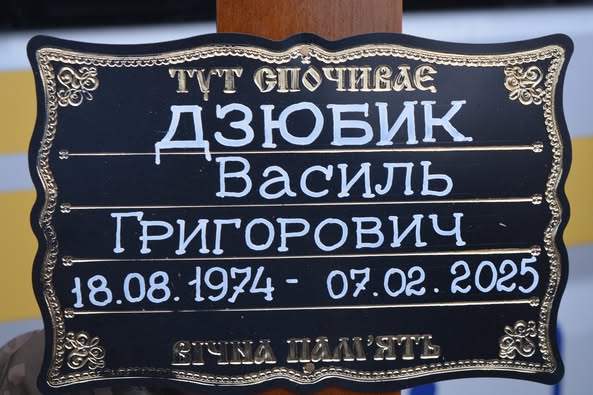 ТУТ СПОЧИВАЄ
ДЗЮБИК
Василь
Григорович
18.08.1974 - 07.02.2025
ВІЧНА ПАМ'ЯТЬ